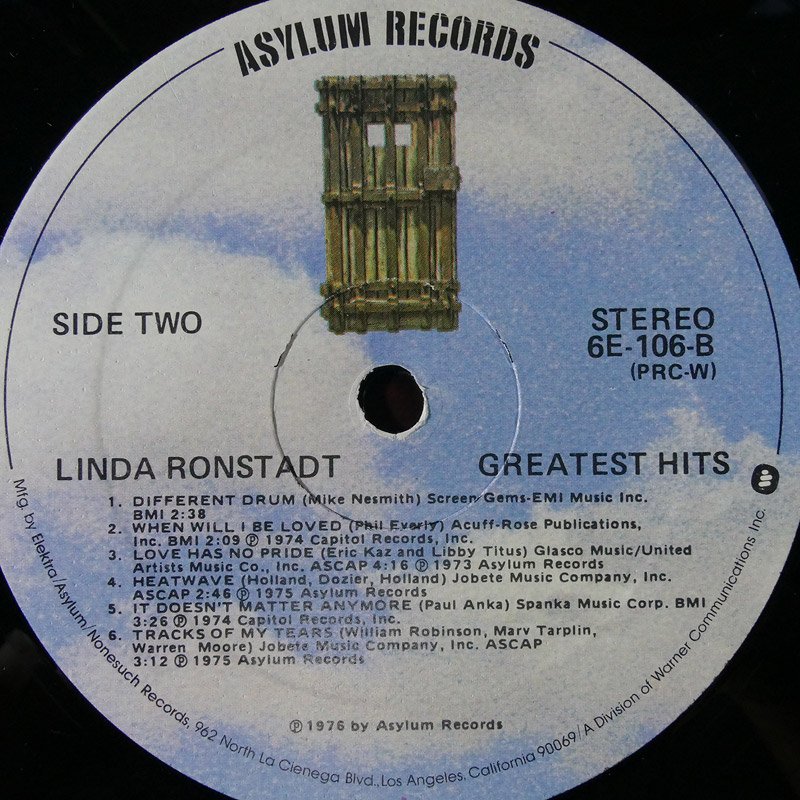 ASYLUM RECORDS
SIDE TWO
STEREO
6E-106-B
(PRC-W)
LINDA RONSTADT
GREATEST HITS
1. DIFFERENT DRUM (Mike Nesmith) Screen Gems-EMI Music Inc.
BMI 2:38
2. WHEN WILL I BE LOVED (Phil Everly) Acuff-Rose Publications,
Inc. BMI 2:09 ℗ 1974 Capitol Records, Inc.
3. LOVE HAS NO PRIDE (Eric Kaz and Libby Titus) Glasco Music/United
Artists Music Co., Inc. ASCAP 4:16 ℗ 1973 Asylum Records
4. HEATWAVE (Holland, Dozier, Holland) Jobete Music Company, Inc.
ASCAP 2:46 ℗ 1975 Asylum Records
5. IT DOESN'T MATTER ANYMORE (Paul Anka) Spanka Music Corp. BMI
3:26 ℗ 1974 Capitol Records, Inc.
6. TRACKS OF MY TEARS (William Robinson, Marv Tarplin,
Warren Moore) Jobete Music Company, Inc. ASCAP
3:12 ℗ 1975 Asylum Records
℗ 1976 by Asylum Records
Mfg. by Elektra/Asylum/Nonesuch Records, 962 North La Cienega Blvd., Los Angeles, California 90069/A Division of Warner Communications Inc.